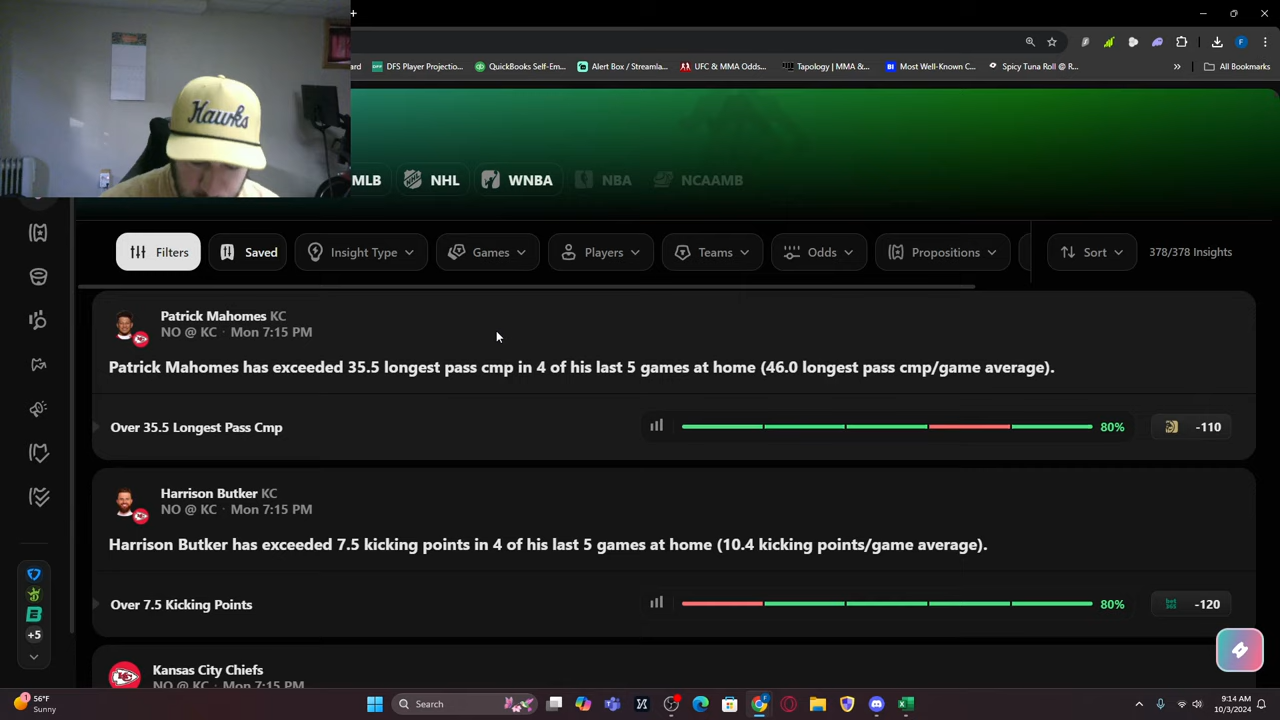 Hawks
DFS Player Projectio...
QuickBooks Self-Em...
Alert Box / Streamla...
UFC & MMA Odds...
Tapology | MMA &...
Most Well-Known C...
Spicy Tuna Roll @ R...
»
All Bookmarks
MLB
NHL
WNBA
NBA
NCAAMB
Filters
Saved
Insight Type
Games
Players
Teams
Odds
Propositions
Sort
378/378 Insights
Patrick Mahomes KC
NO @ KC · Mon 7:15 PM
Patrick Mahomes has exceeded 35.5 longest pass cmp in 4 of his last 5 games at home (46.0 longest pass cmp/game average).
Over 35.5 Longest Pass Cmp
80%
-110
Harrison Butker KC
NO @ KC · Mon 7:15 PM
Harrison Butker has exceeded 7.5 kicking points in 4 of his last 5 games at home (10.4 kicking points/game average).
Over 7.5 Kicking Points
80%
-120
+5
Kansas City Chiefs
NO @ KC · Mon 7:15 PM
56°F
Sunny
Search
9:14 AM
10/3/2024